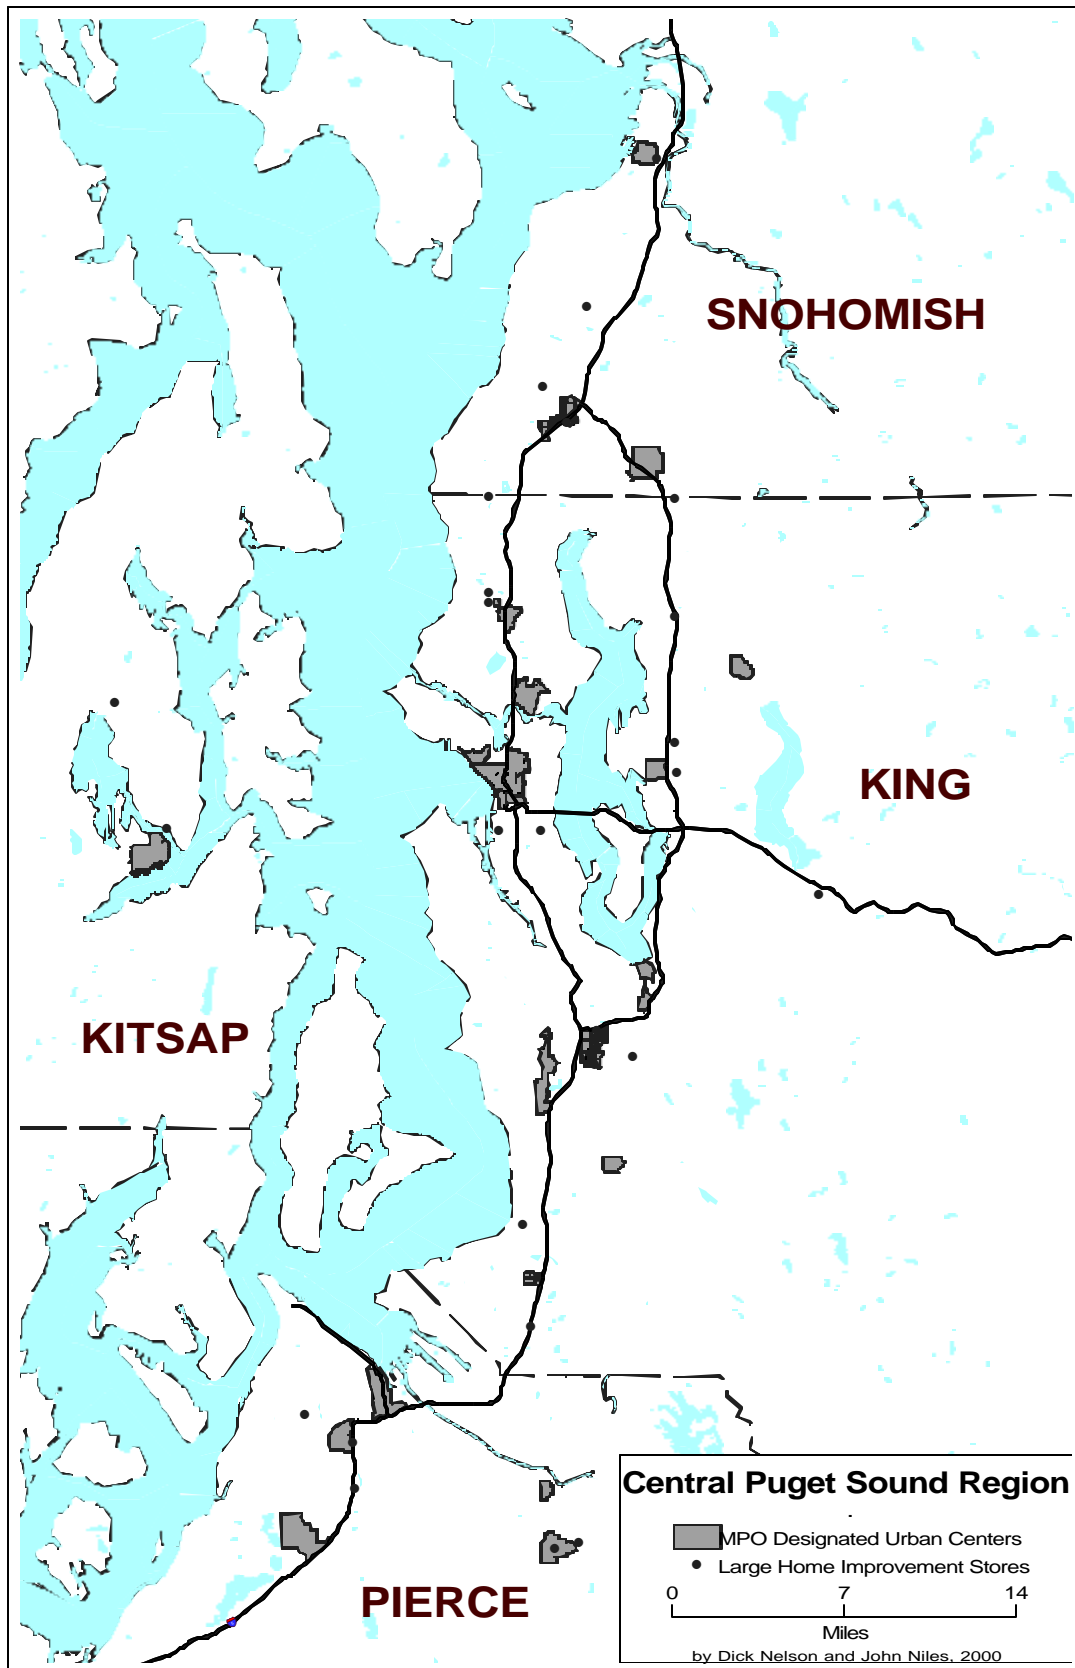 SNOHOMISH
KING
KITSAP
Central Puget Sound Region
MPO Designated Urban Centers
Large Home Improvement Stores
0 7 14
Miles
by Dick Nelson and John Niles, 2000
PIERCE